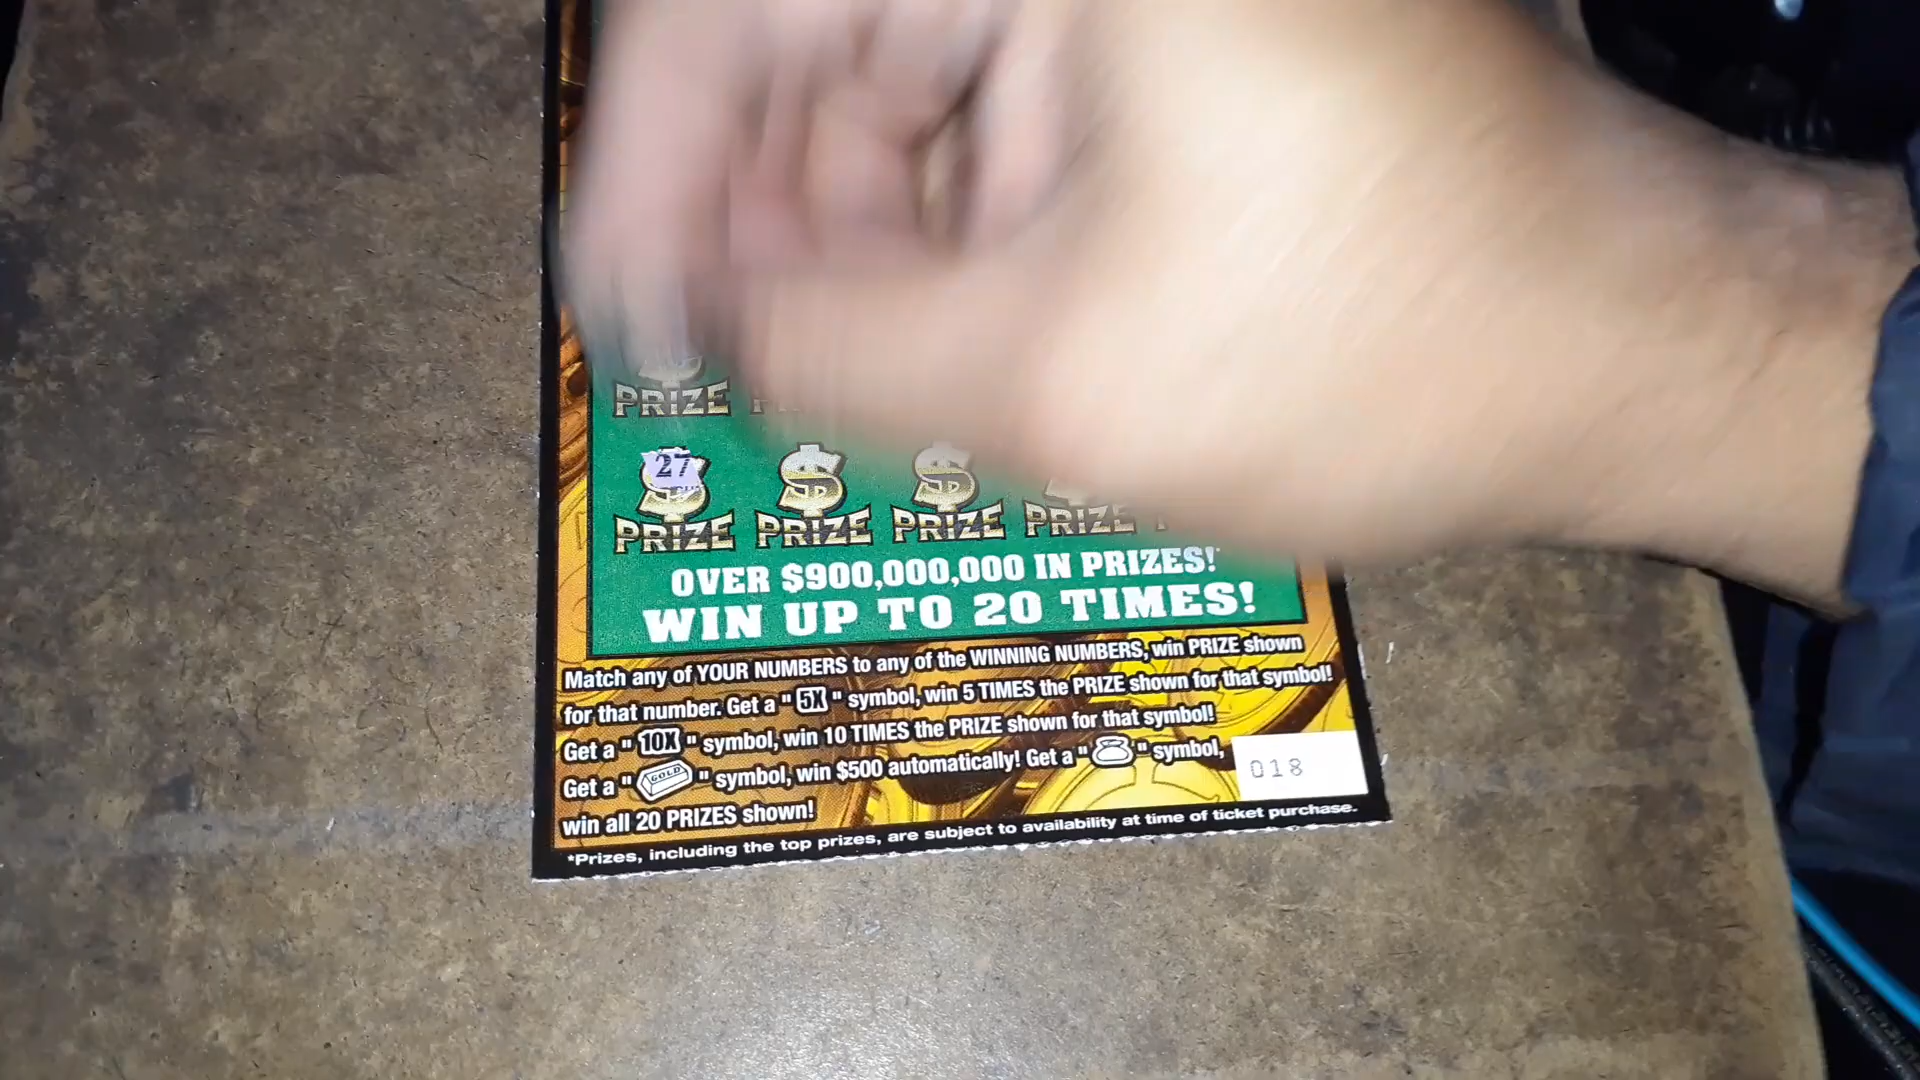 PRIZE
27
PRIZE PRIZE PRIZE PRIZE
OVER $900,000,000 IN PRIZES!*
WIN UP TO 20 TIMES!
Match any of YOUR NUMBERS to any of the WINNING NUMBERS, win PRIZE shown
for that number. Get a "5X" symbol, win 5 TIMES the PRIZE shown for that symbol!
Get a "10X" symbol, win 10 TIMES the PRIZE shown for that symbol!
Get a "GOLD" symbol, win $500 automatically! Get a " " symbol,
win all 20 PRIZES shown!
018
*Prizes, including the top prizes, are subject to availability at time of ticket purchase.